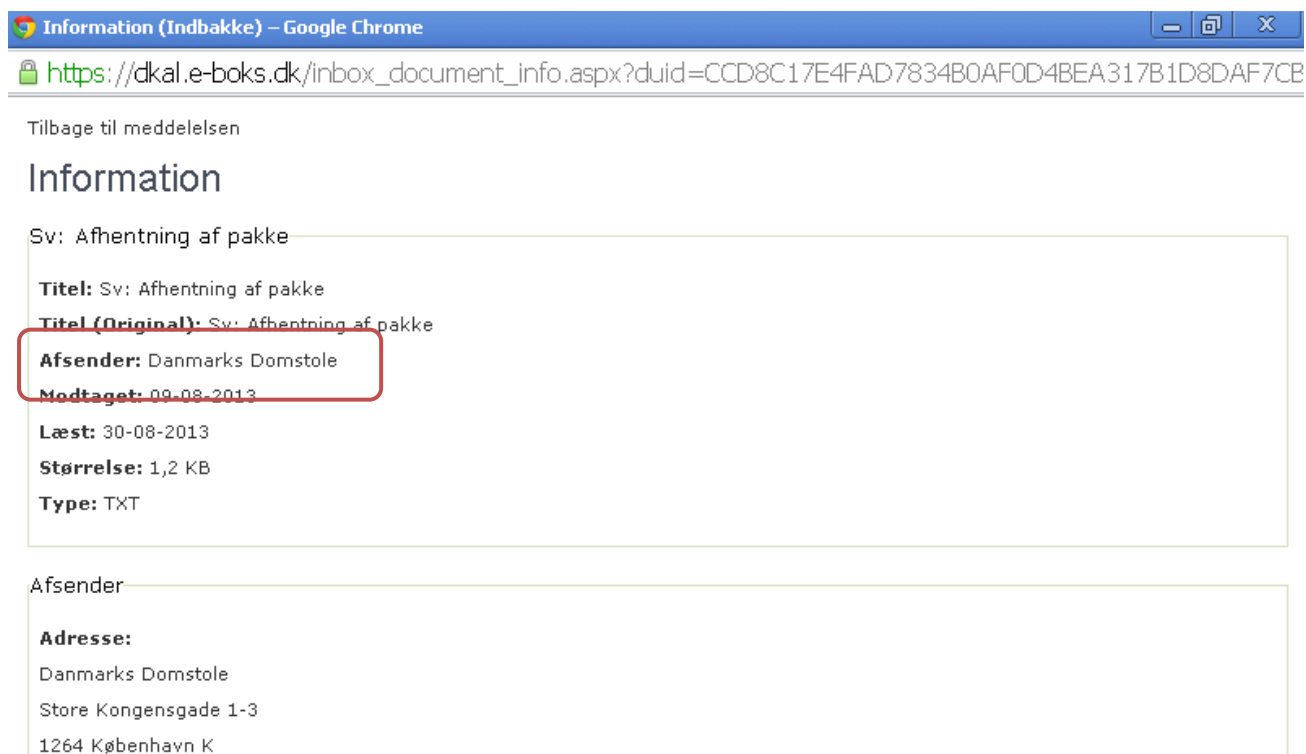 Information (Indbakke) – Google Chrome
https://dkal.e-boks.dk/inbox_document_info.aspx?duid=CCD8C17E4FAD7834B0AF0D4BEA317B1D8DAF7CB
Tilbage til meddelelsen
Information
Sv: Afhentning af pakke
Titel: Sv: Afhentning af pakke
Titel (Original): Sv: Afhentning af pakke
Afsender: Danmarks Domstole
Modtaget: 09-08-2013
Læst: 30-08-2013
Størrelse: 1,2 KB
Type: TXT
Afsender
Adresse:
Danmarks Domstole
Store Kongensgade 1-3
1264 København K